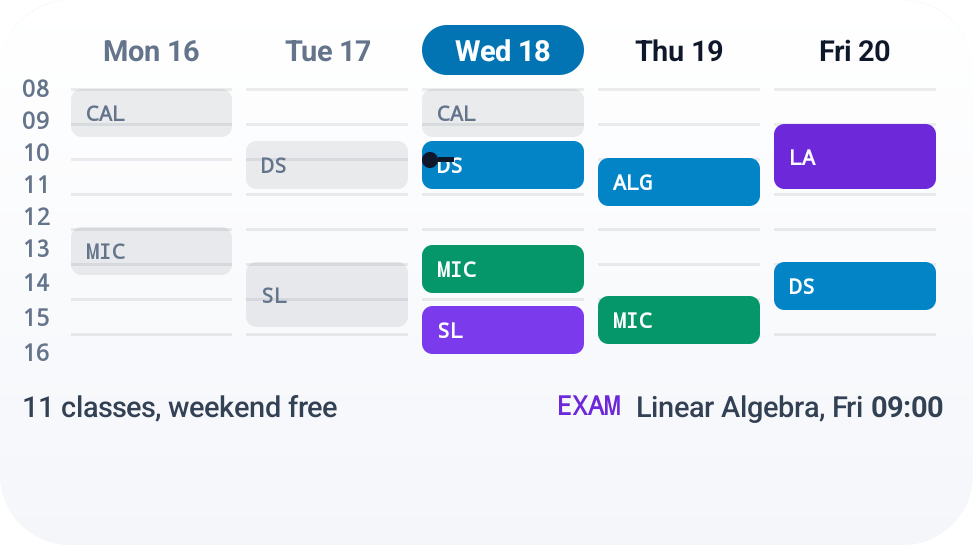 Mon 16 Tue 17 Wed 18 Thu 19 Fri 20
08
CAL CAL
09
10
DS DS LA
11
ALG
12
13
MIC MIC
14
SL DS
15
SL MIC
16
11 classes, weekend free
EXAM Linear Algebra, Fri 09:00